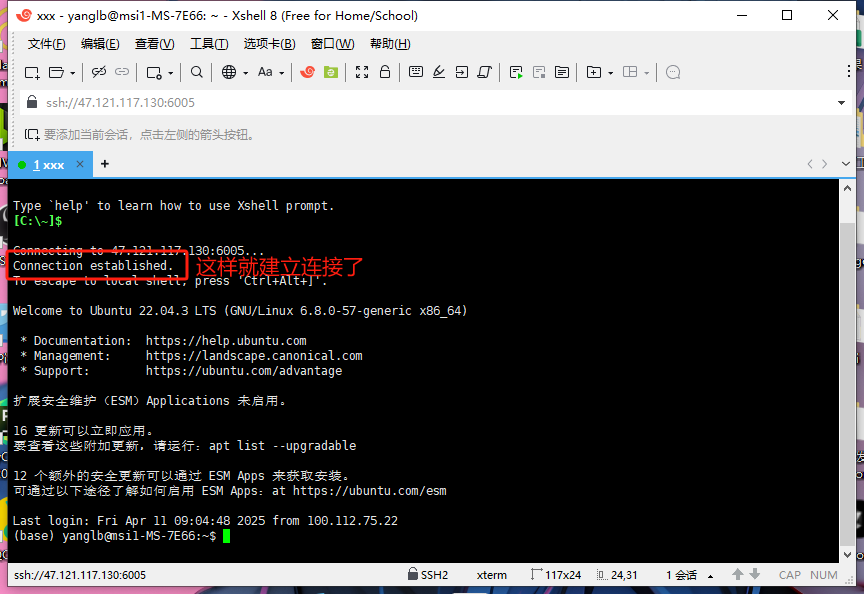 xxx - yanglb@msi1-MS-7E66: ~ - Xshell 8 (Free for Home/School)
文件(F) 编辑(E) 查看(V) 工具(T) 选项卡(B) 窗口(W) 帮助(H)
Aa
ssh://47.121.117.130:6005
要添加当前会话，点击左侧的箭头按钮。
1 xxx
Type `help' to learn how to use Xshell prompt.
[C:\~]$
Connecting to 47.121.117.130:6005...
Connection established.
这样就建立连接了
To escape to local shell, press 'Ctrl+Alt+]'.
Welcome to Ubuntu 22.04.3 LTS (GNU/Linux 6.8.0-57-generic x86_64)
* Documentation: https://help.ubuntu.com
* Management: https://landscape.canonical.com
* Support: https://ubuntu.com/advantage
扩展安全维护（ESM）Applications 未启用。
16 更新可以立即应用。
要查看这些附加更新，请运行：apt list --upgradable
12 个额外的安全更新可以通过 ESM Apps 来获取安装。
可通过以下途径了解如何启用 ESM Apps：at https://ubuntu.com/esm
Last login: Fri Apr 11 09:04:48 2025 from 100.112.75.22
(base) yanglb@msi1-MS-7E66:~$
ssh://47.121.117.130:6005 SSH2 xterm 117x24 24,31 1 会话 CAP NUM